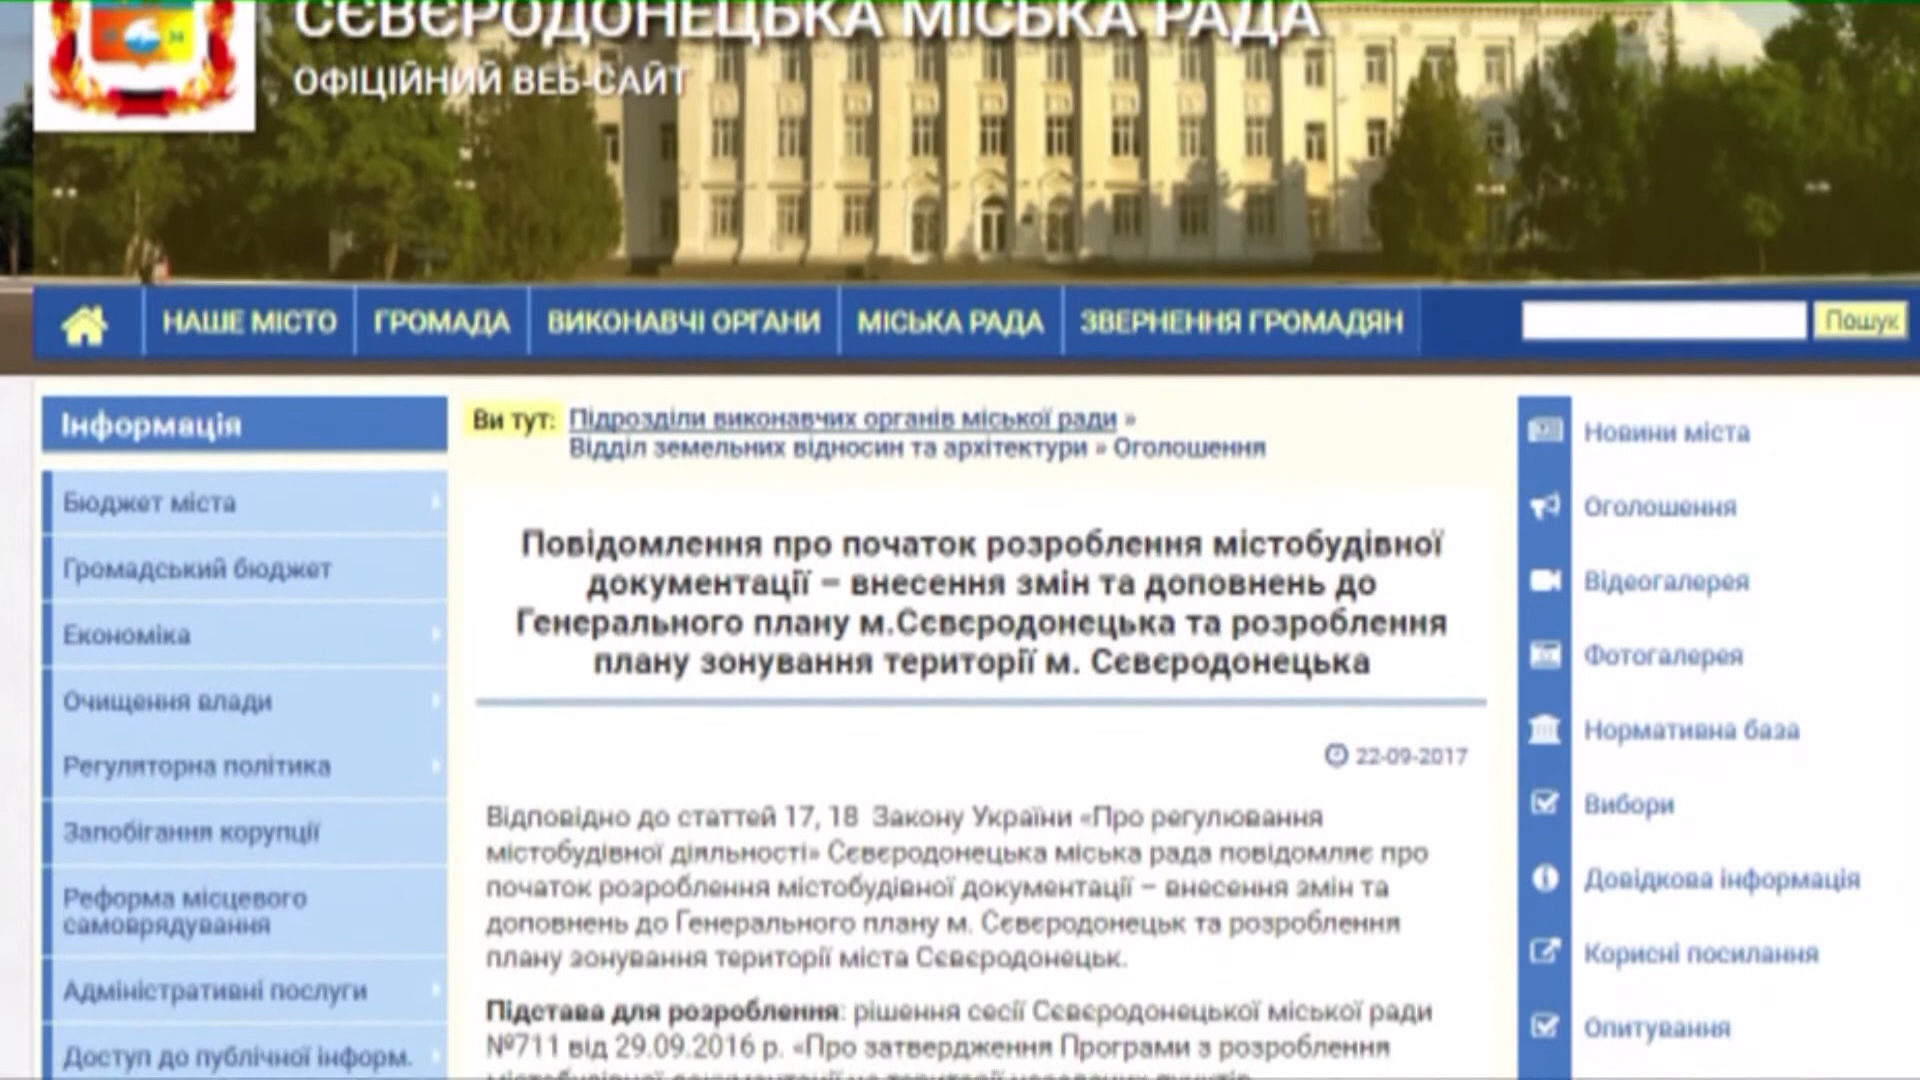 СЄВЄРОДОНЕЦЬКА МІСЬКА РАДА
ОФІЦІЙНИЙ ВЕБ-САЙТ
НАШЕ МІСТО
ГРОМАДА
ВИКОНАВЧІ ОРГАНИ
МІСЬКА РАДА
ЗВЕРНЕННЯ ГРОМАДЯН
Пошук
Інформація
Бюджет міста
Громадський бюджет
Економіка
Очищення влади
Регуляторна політика
Запобігання корупції
Реформа місцевого
самоврядування
Адміністративні послуги
Доступ до публічної інформ.
Ви тут: Підрозділи виконавчих органів міської ради »
Відділ земельних відносин та архітектури » Оголошення
Повідомлення про початок розроблення містобудівної
документації – внесення змін та доповнень до
Генерального плану м.Сєвєродонецька та розроблення
плану зонування території м. Сєвєродонецька
22-09-2017
Відповідно до статтей 17, 18 Закону України «Про регулювання
містобудівної діяльності» Сєвєродонецька міська рада повідомляє про
початок розроблення містобудівної документації – внесення змін та
доповнень до Генерального плану м. Сєвєродонецьк та розроблення
плану зонування території міста Сєвєродонецьк.
Підстава для розроблення: рішення сесії Сєвєродонецької міської ради
№711 від 29.09.2016 р. «Про затвердження Програми з розроблення
Новини міста
Оголошення
Відеогалерея
Фотогалерея
Нормативна база
Вибори
Довідкова інформація
Корисні посилання
Опитування